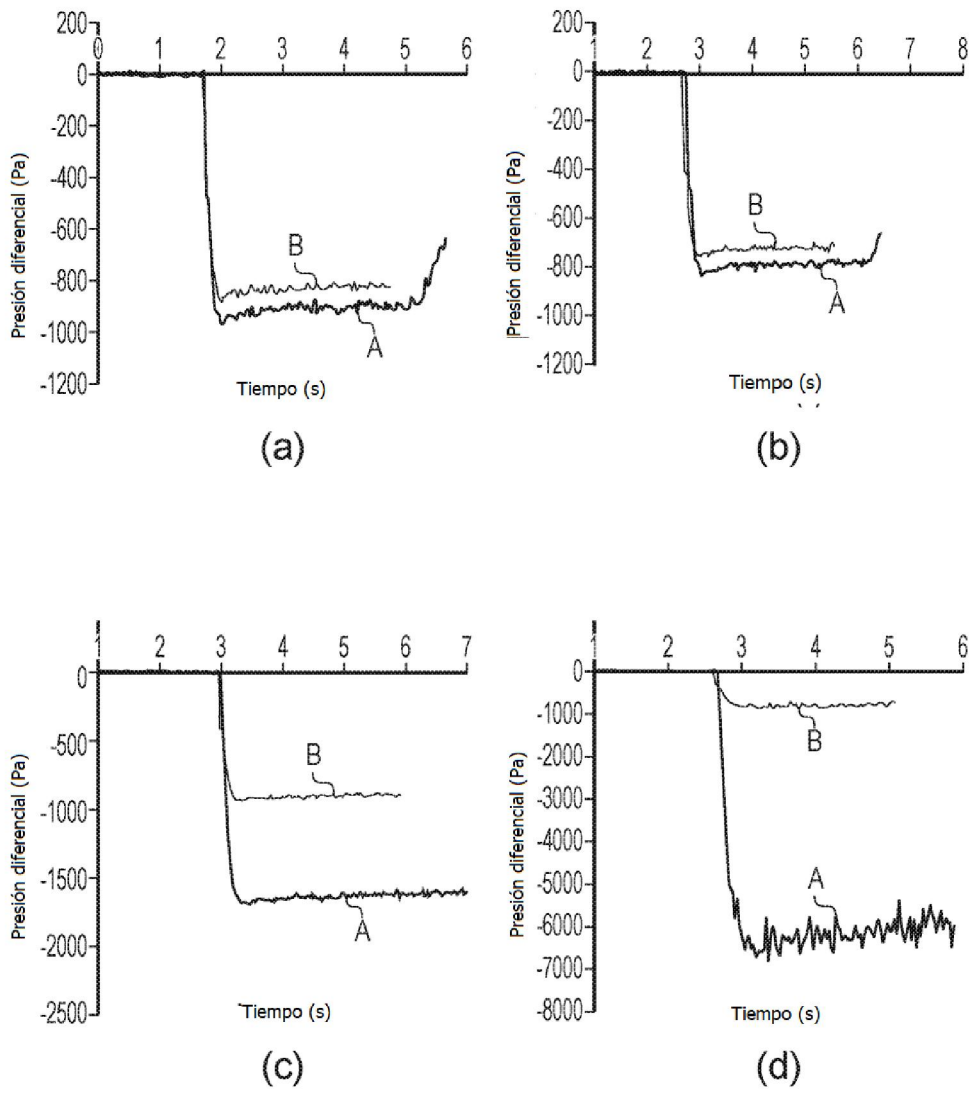 200
0
-200
-400
-600
-800
-1000
-1200
0 1 2 3 4 5 6
Presión diferencial (Pa)
B
A
Tiempo (s)
(a)
200
0
-200
-400
-600
-800
-1000
-1200
1 2 3 4 5 6 7 8
Presión diferencial (Pa)
B
A
Tiempo (s)
(b)
0
-500
-1000
-1500
-2000
-2500
1 2 3 4 5 6 7
Presión diferencial (Pa)
B
A
Tiempo (s)
(c)
0
-1000
-2000
-3000
-4000
-5000
-6000
-7000
-8000
1 2 3 4 5 6
Presión diferencial (Pa)
B
A
Tiempo (s)
(d)